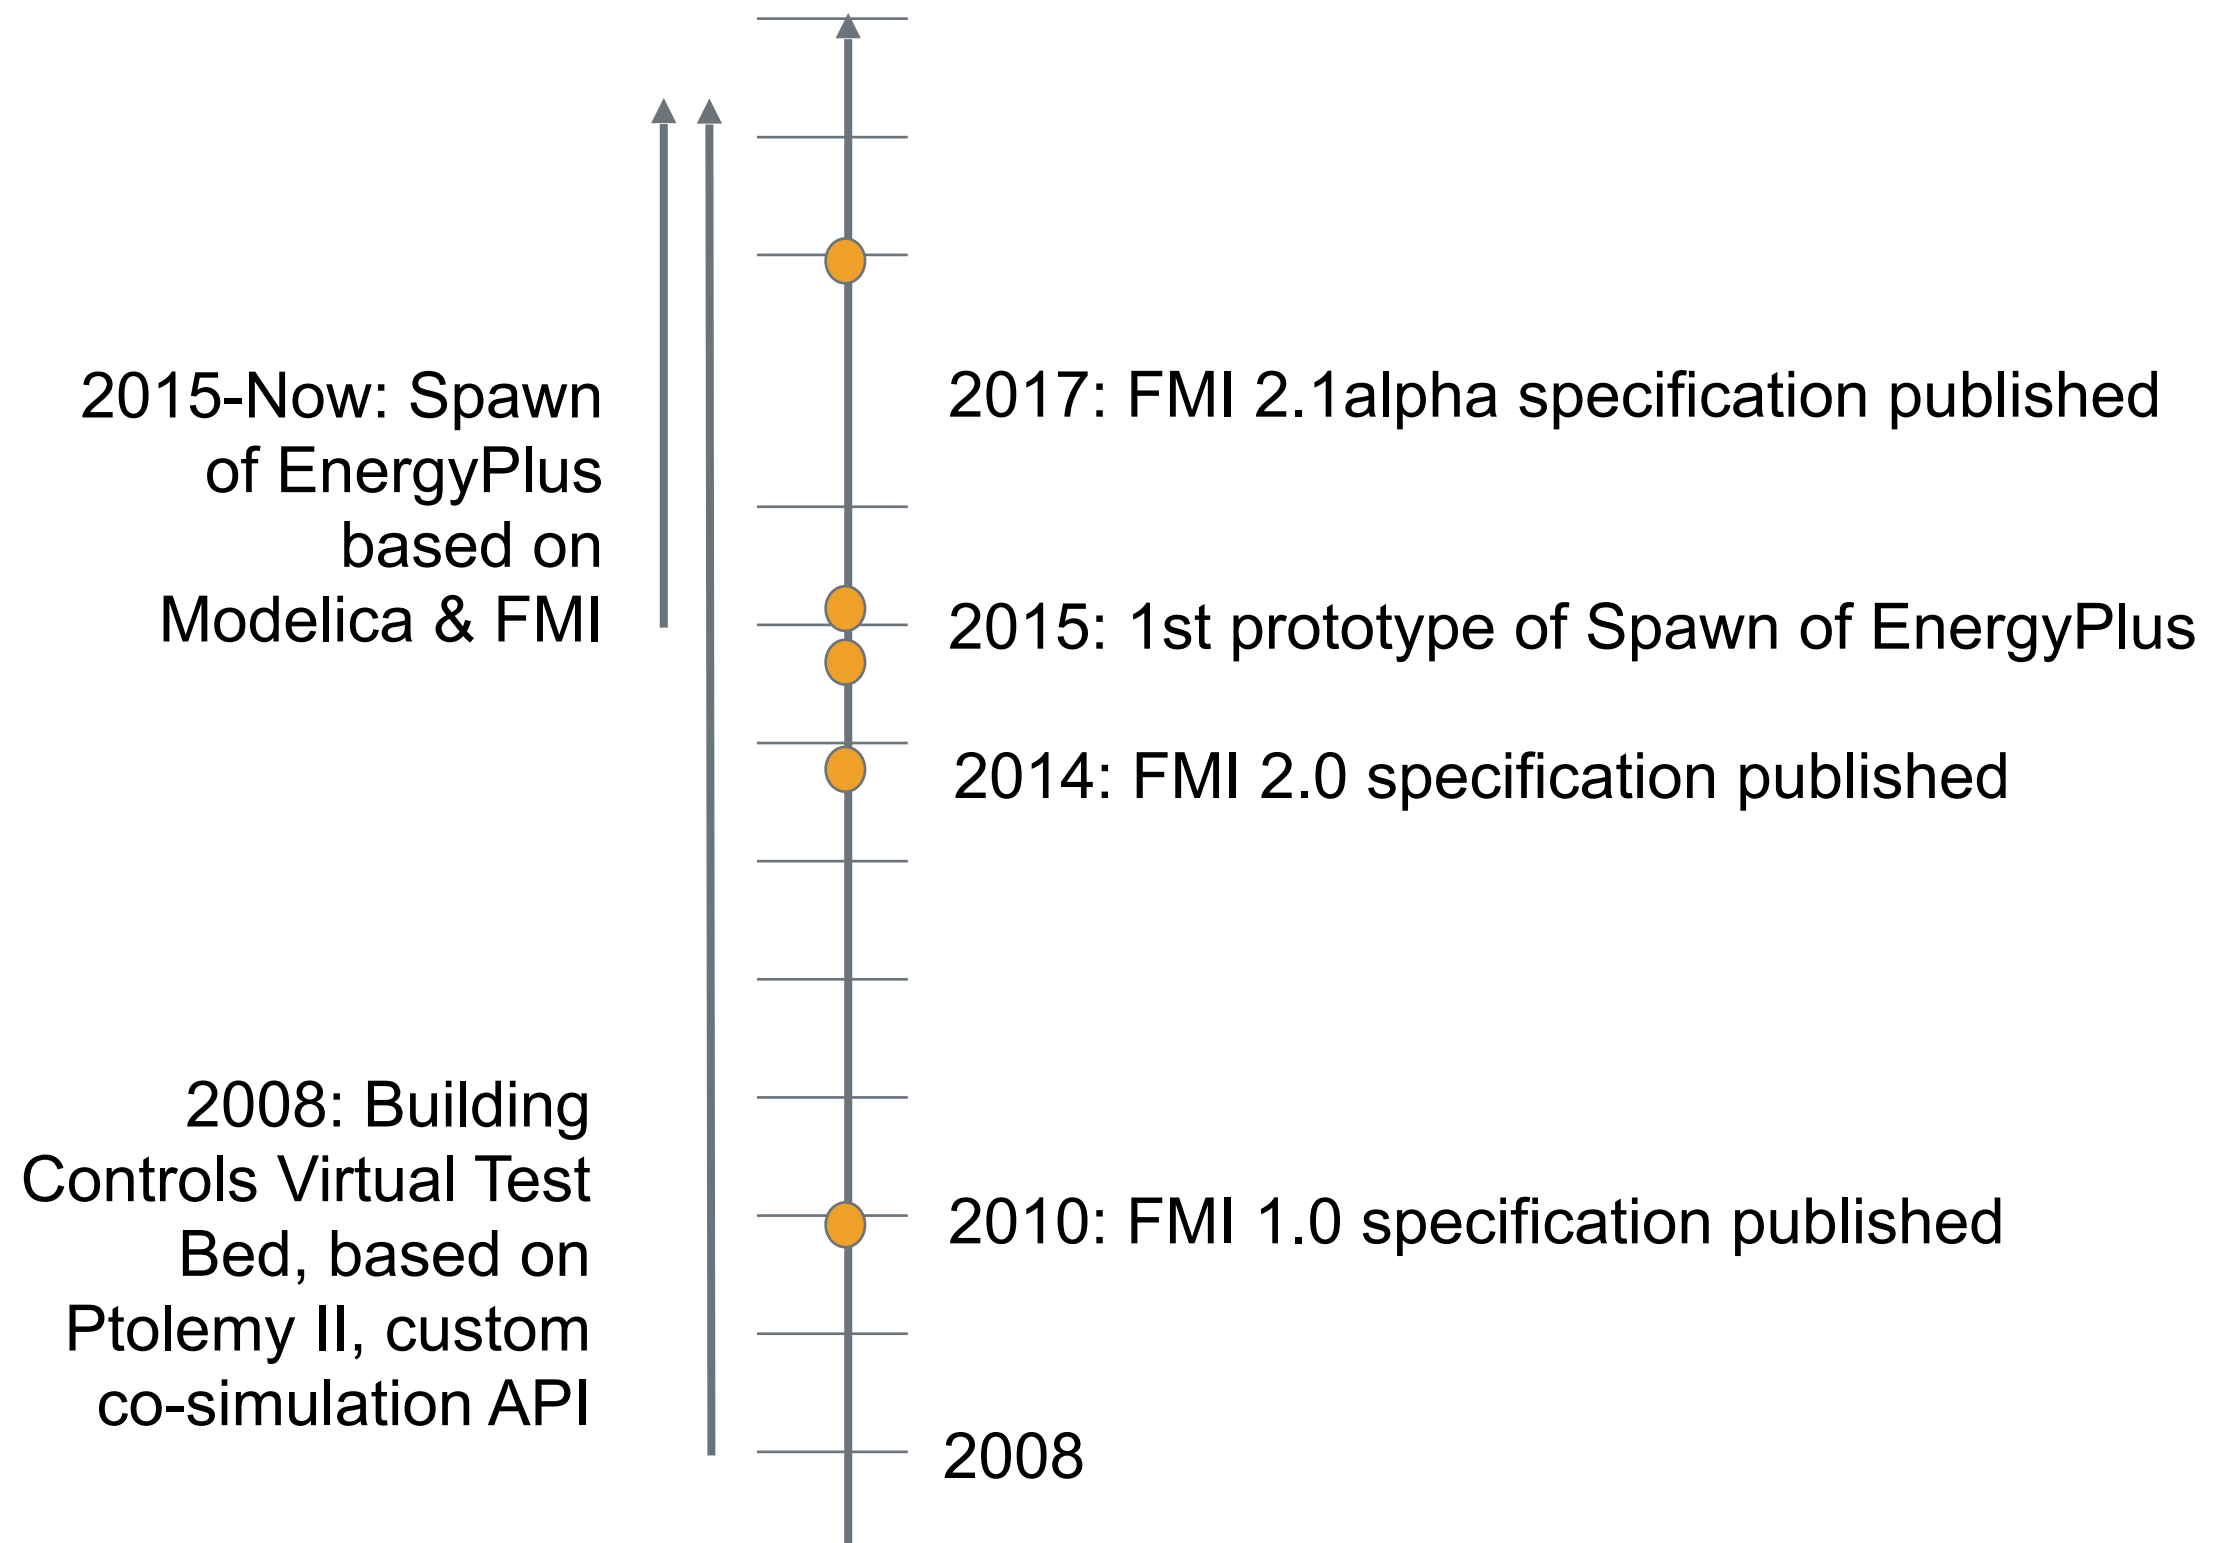 2015-Now: Spawn
of EnergyPlus
based on
Modelica & FMI
2017: FMI 2.1alpha specification published
2015: 1st prototype of Spawn of EnergyPlus
2014: FMI 2.0 specification published
2008: Building
Controls Virtual Test
Bed, based on
Ptolemy II, custom
co-simulation API
2010: FMI 1.0 specification published
2008